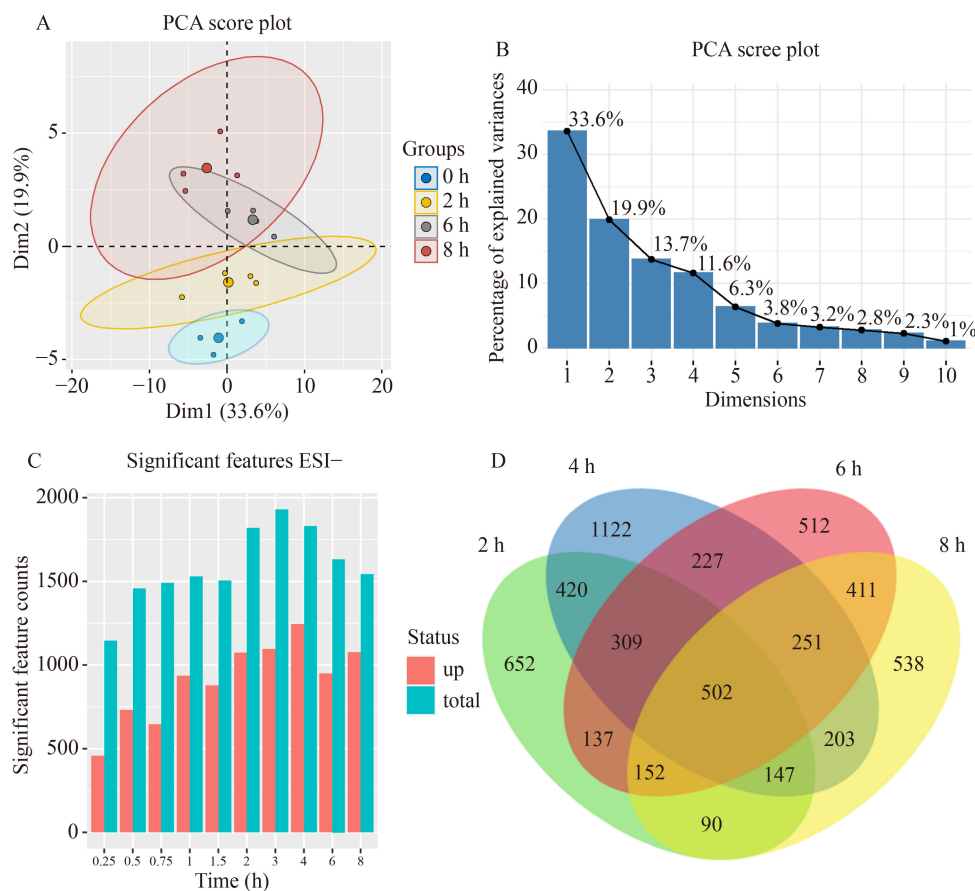 A
PCA score plot
5
0
−5
Dim2 (19.9%)
−20
−10
0
10
20
Dim1 (33.6%)
Groups
0 h
2 h
6 h
8 h
B
PCA scree plot
Percentage of explained variances
40
30
20
10
0
33.6%
19.9%
13.7%
11.6%
6.3%
3.8%
3.2%
2.8%
2.3%
1%
1 2 3 4 5 6 7 8 9 10
Dimensions
C
Significant features ESI−
Significant feature counts
2000
1500
1000
500
0
0.25 0.5 0.75 1 1.5 2 3 4 6 8
Time (h)
Status
up
total
D
4 h
6 h
2 h
8 h
1122
512
227
420
411
309
251
652
538
502
137
203
152
147
90